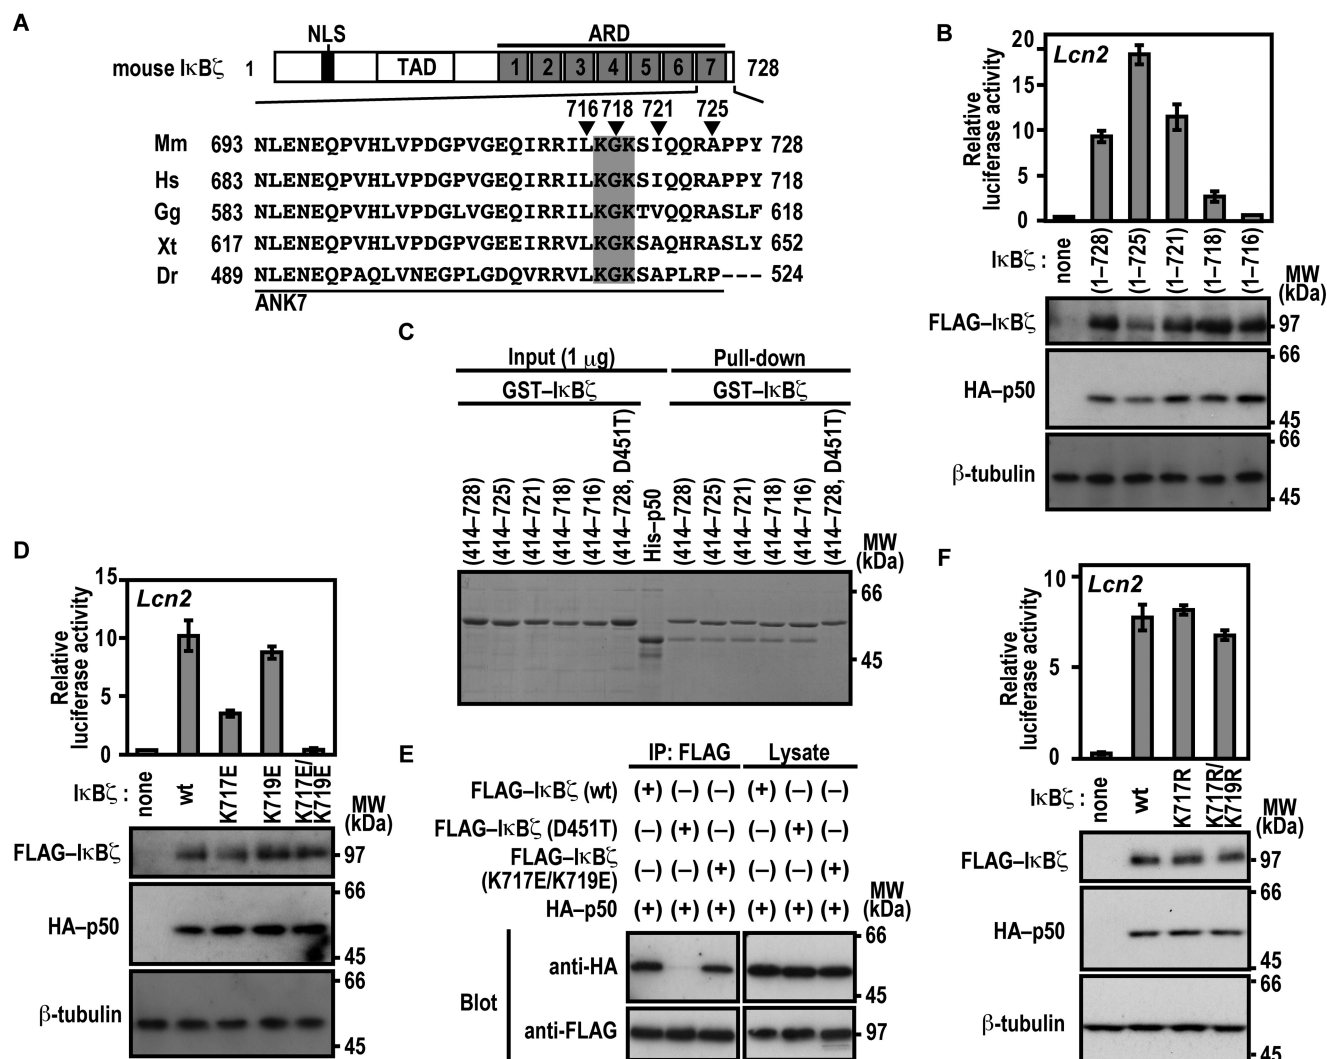 A
NLS
ARD
mouse IκBζ 1 TAD 1 2 3 4 5 6 7 728
716 718 721 725
Mm 693 NLENEQPVHLVPDGPVGEQIRRILKGKSIQQRAPPY 728
Hs 683 NLENEQPVHLVPDGPVGEQIRRILKGKSIQQRAPPY 718
Gg 583 NLENEQPVHLVPDGLVGEQIRRILKGKTVQQRASLF 618
Xt 617 NLENEQPVHLVPDGPVGEEIRRVLKGKSAQHRASLY 652
Dr 489 NLENEQPAQLVNEGPLGDQVRRVLKGKSAPLRP--- 524
ANK7
B
Lcn2
Relative
luciferase activity
20
15
10
5
0
IκBζ : none (1–728) (1–725) (1–721) (1–718) (1–716)
MW
(kDa)
FLAG–IκBζ 97
66
HA–p50
45
66
β-tubulin
45
C
Input (1 μg) Pull-down
GST–IκBζ GST–IκBζ
(414–728) (414–725) (414–721) (414–718) (414–716) (414–728, D451T) His–p50 (414–728) (414–725) (414–721) (414–718) (414–716) (414–728, D451T)
MW
(kDa)
66
45
D
Lcn2
Relative
luciferase activity
15
10
5
0
IκBζ : none wt K717E K719E K717E/
K719E
MW
(kDa)
FLAG–IκBζ 97
66
HA–p50
45
66
β-tubulin
45
E
IP: FLAG Lysate
FLAG–IκBζ (wt) (+) (–) (–) (+) (–) (–)
FLAG–IκBζ (D451T) (–) (+) (–) (–) (+) (–)
FLAG–IκBζ
(K717E/K719E) (–) (–) (+) (–) (–) (+)
HA–p50 (+) (+) (+) (+) (+) (+)
MW
(kDa)
66
Blot
anti-HA
45
anti-FLAG 97
F
Lcn2
Relative
luciferase activity
10
5
0
IκBζ : none wt K717R K717R/
K719R
MW
(kDa)
FLAG–IκBζ 97
66
HA–p50
45
66
β-tubulin
45